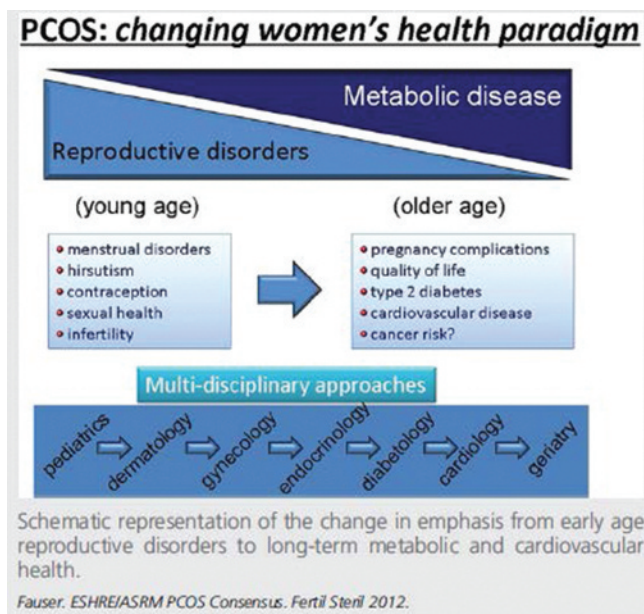 PCOS: changing women's health paradigm
Metabolic disease
Reproductive disorders
(young age)
(older age)
• menstrual disorders
• hirsutism
• contraception
• sexual health
• infertility
• pregnancy complications
• quality of life
• type 2 diabetes
• cardiovascular disease
• cancer risk?
Multi-disciplinary approaches
pediatrics
dermatology
gynecology
endocrinology
diabetology
cardiology
geriatry
Schematic representation of the change in emphasis from early age
reproductive disorders to long-term metabolic and cardiovascular
health.
Fauser. ESHRE/ASRM PCOS Consensus. Fertil Steril 2012.